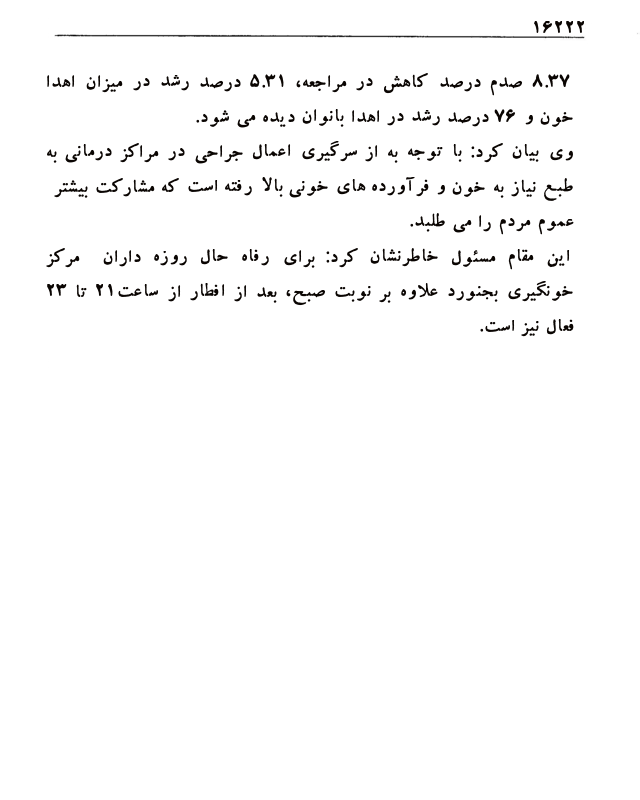 ۱۶۲۲۲
۸.۳۷ صدم درصد کاهش در مراجعه، ۵.۳۱ درصد رشد در میزان اهدا
خون و ۷۶ درصد رشد در اهدا بانوان دیده می شود.
وی بیان کرد: با توجه به از سرگیری اعمال جراحی در مراکز درمانی به
طبع نیاز به خون و فرآورده های خونی بالا رفته است که مشارکت بیشتر
عموم مردم را می طلبد.
این مقام مسئول خاطرنشان کرد: برای رفاه حال روزه داران مرکز
خونگیری بجنورد علاوه بر نوبت صبح، بعد از افطار از ساعت۲۱ تا ۲۳
فعال نیز است.